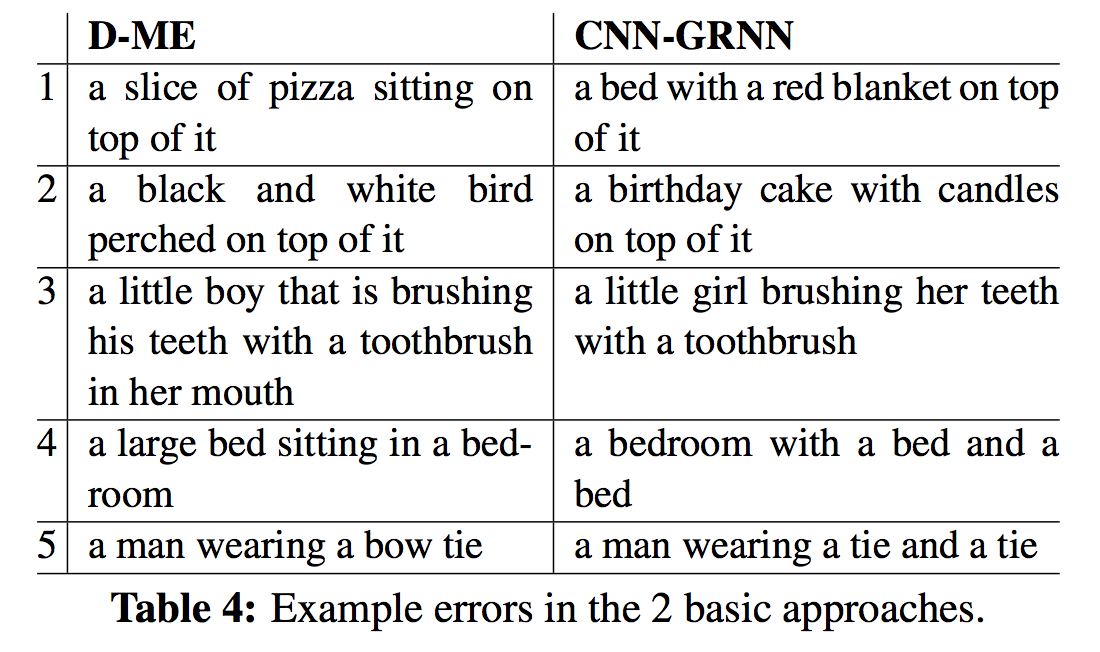 D-ME CNN-GRNN
1 a slice of pizza sitting on a bed with a red blanket on top
top of it of it
2 a black and white bird a birthday cake with candles
perched on top of it on top of it
3 a little boy that is brushing a little girl brushing her teeth
his teeth with a toothbrush with a toothbrush
in her mouth
4 a large bed sitting in a bed- a bedroom with a bed and a
room bed
5 a man wearing a bow tie a man wearing a tie and a tie
Table 4: Example errors in the 2 basic approaches.